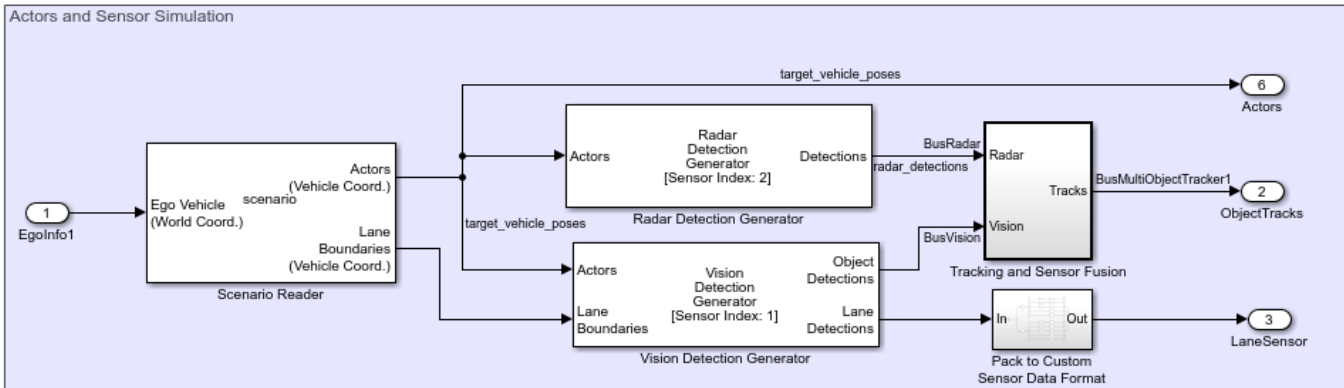 Actors and Sensor Simulation
target_vehicle_poses
6
Actors
Actors
Radar
Detection
Generator
[Sensor Index: 2]
Detections
Radar Detection Generator
BusRadar
radar_detections
Radar
Tracks
Vision
Tracking and Sensor Fusion
BusMultiObjectTracker1
2
ObjectTracks
1
EgoInfo1
Ego Vehicle
(World Coord.)
scenario
Actors
(Vehicle Coord.)
Lane
Boundaries
(Vehicle Coord.)
Scenario Reader
target_vehicle_poses
BusVision
Actors
Lane
Boundaries
Vision
Detection
Generator
[Sensor Index: 1]
Object
Detections
Lane
Detections
Vision Detection Generator
In
Out
Pack to Custom
Sensor Data Format
3
LaneSensor